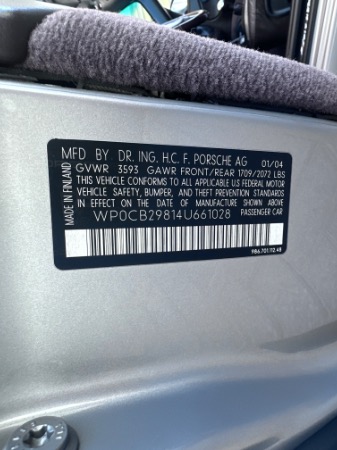 MFD. BY DR. ING. H.C. F. PORSCHE AG 01/04
GVWR 3593 GAWR FRONT/REAR 1709/2072 LBS
THIS VEHICLE CONFORMS TO ALL APPLICABLE US FEDERAL MOTOR
VEHICLE SAFETY, BUMPER, AND THEFT PREVENTION STANDARDS
IN EFFECT ON THE DATE OF MANUFACTURE SHOWN ABOVE
WP0CB29814U661028 PASSENGER CAR
MADE IN FINLAND
986.701.112.48